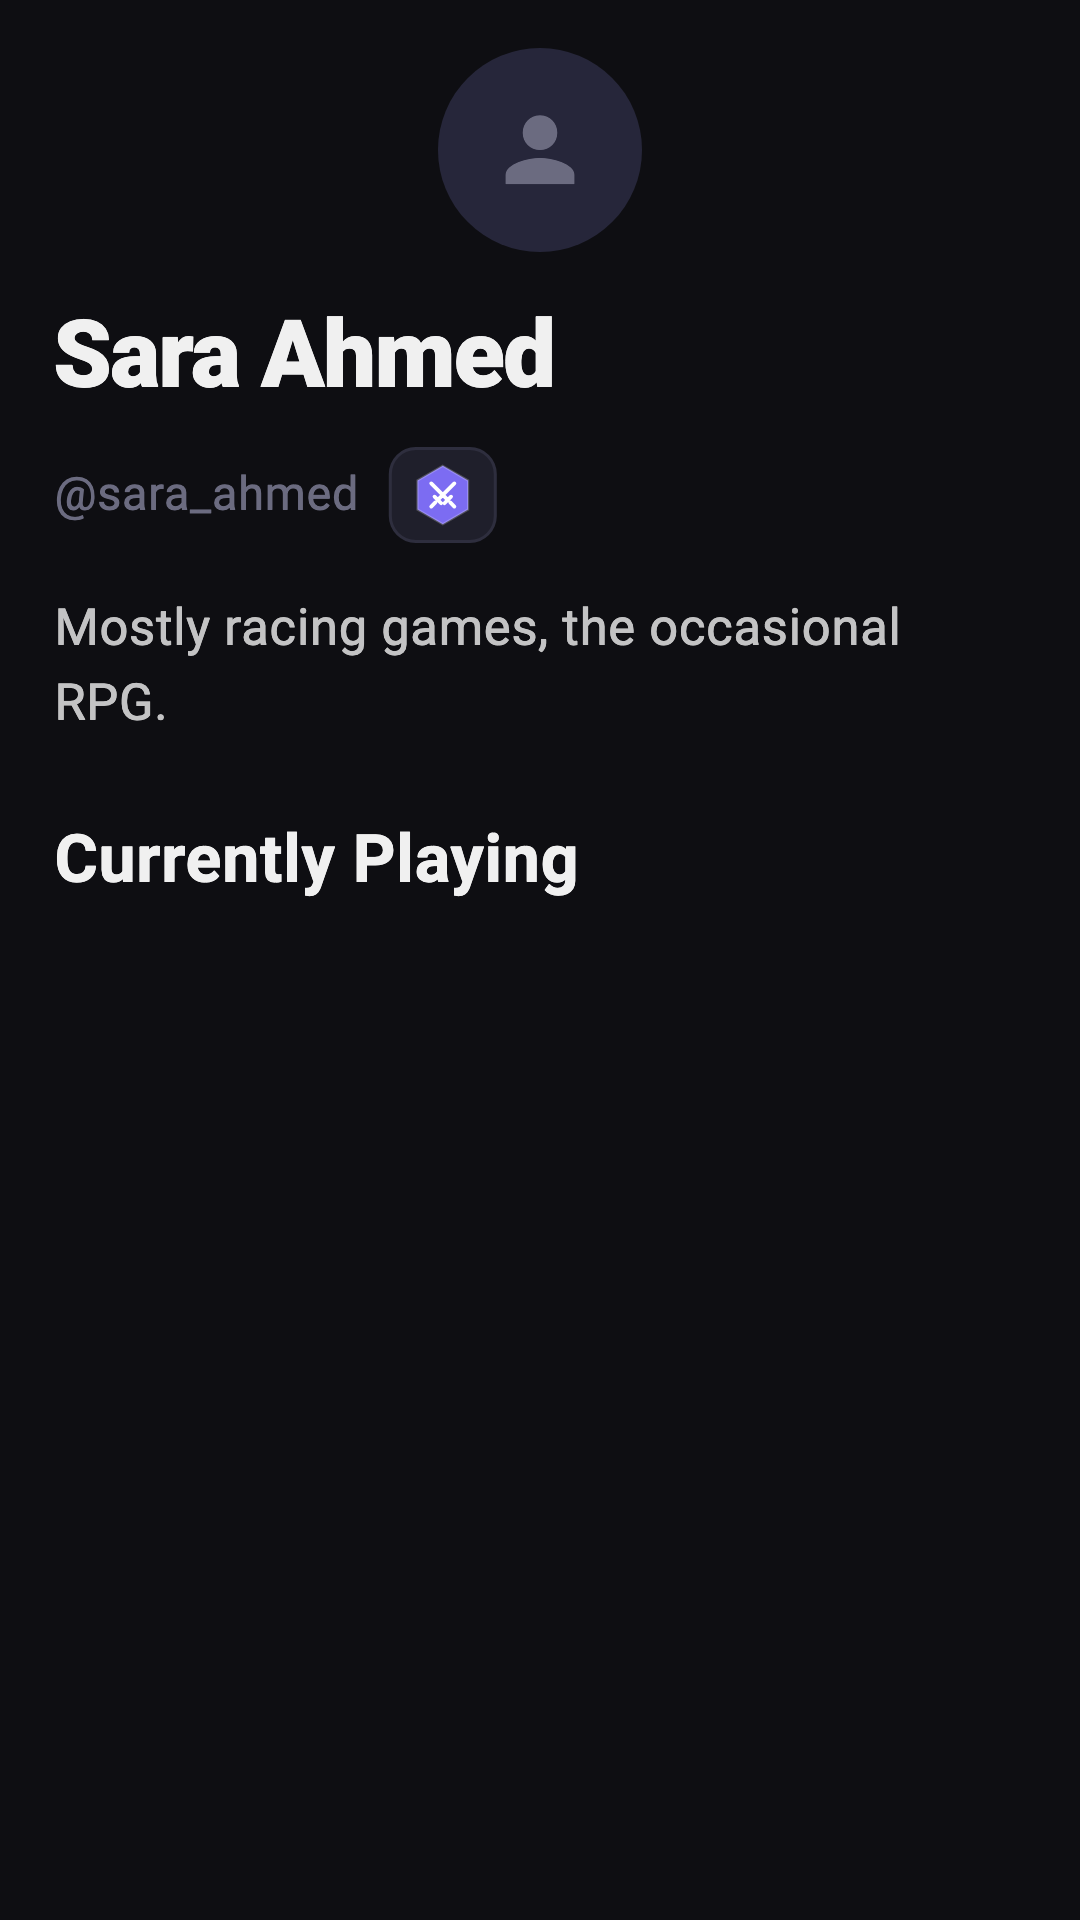 Sara Ahmed
@sara_ahmed
Mostly racing games, the occasional
RPG.
Currently Playing